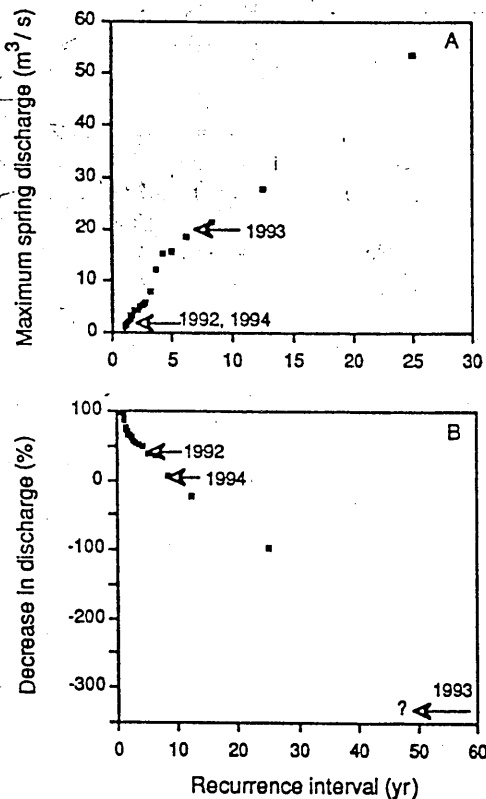 Maximum spring discharge (m³/s)
60
50
40
30
20
10
0
A
1993
1992, 1994
0 5 10 15 20 25 30
Decrease in discharge (%)
100
0
-100
-200
-300
B
1992
1994
1993
?
0 10 20 30 40 50 60
Recurrence interval (yr)